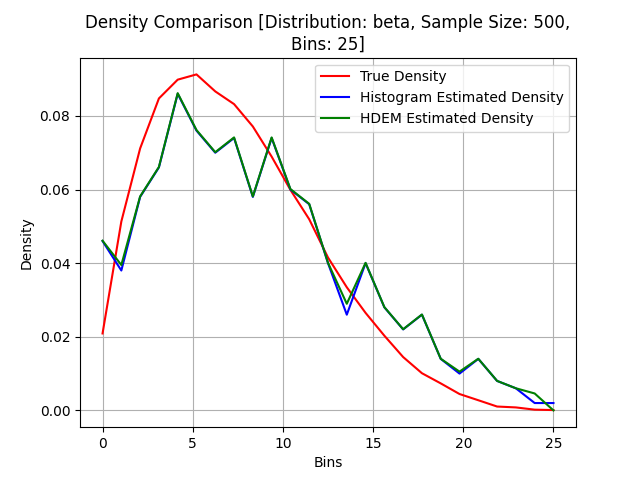 Density Comparison [Distribution: beta, Sample Size: 500,
Bins: 25]
True Density
Histogram Estimated Density
HDEM Estimated Density
Density
0.08
0.06
0.04
0.02
0.00
0 5 10 15 20 25
Bins